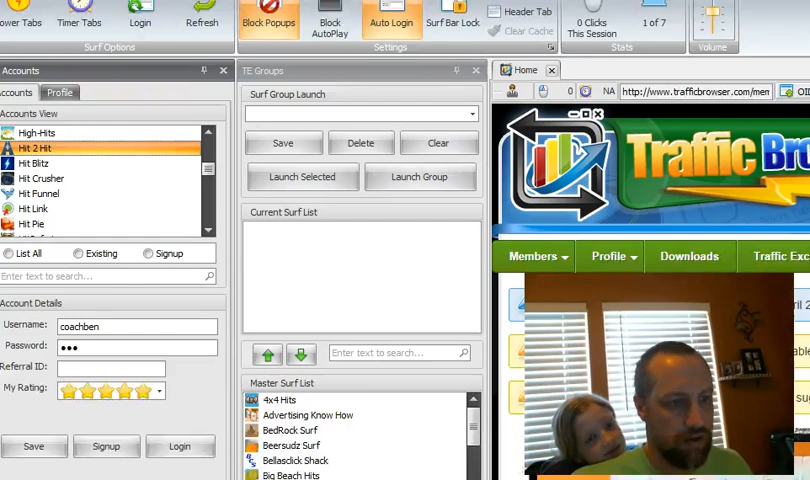 Power Tabs
Timer Tabs
Login
Refresh
Surf Options
Block Popups
Block AutoPlay
Auto Login
Surf Bar Lock
Header Tab
Clear Cache
Settings
0 Clicks This Session
1 of 7
Stats
Volume
Accounts
Accounts
Profile
Accounts View
High-Hits
Hit 2 Hit
Hit Blitz
Hit Crusher
Hit Funnel
Hit Link
Hit Pie
List All
Existing
Signup
Enter text to search...
Account Details
Username:
coachben
Password:
Referral ID:
My Rating:
Save
Signup
Login
TE Groups
Surf Group Launch
Save
Delete
Clear
Launch Selected
Launch Group
Current Surf List
Enter text to search...
Master Surf List
4x4 Hits
Advertising Know How
BedRock Surf
Beersudz Surf
Bellasclick Shack
Big Beach Hits
Home
0
NA
http://www.trafficbrowser.com/mem
Traffic Bro
Members
Profile
Downloads
Traffic Exc